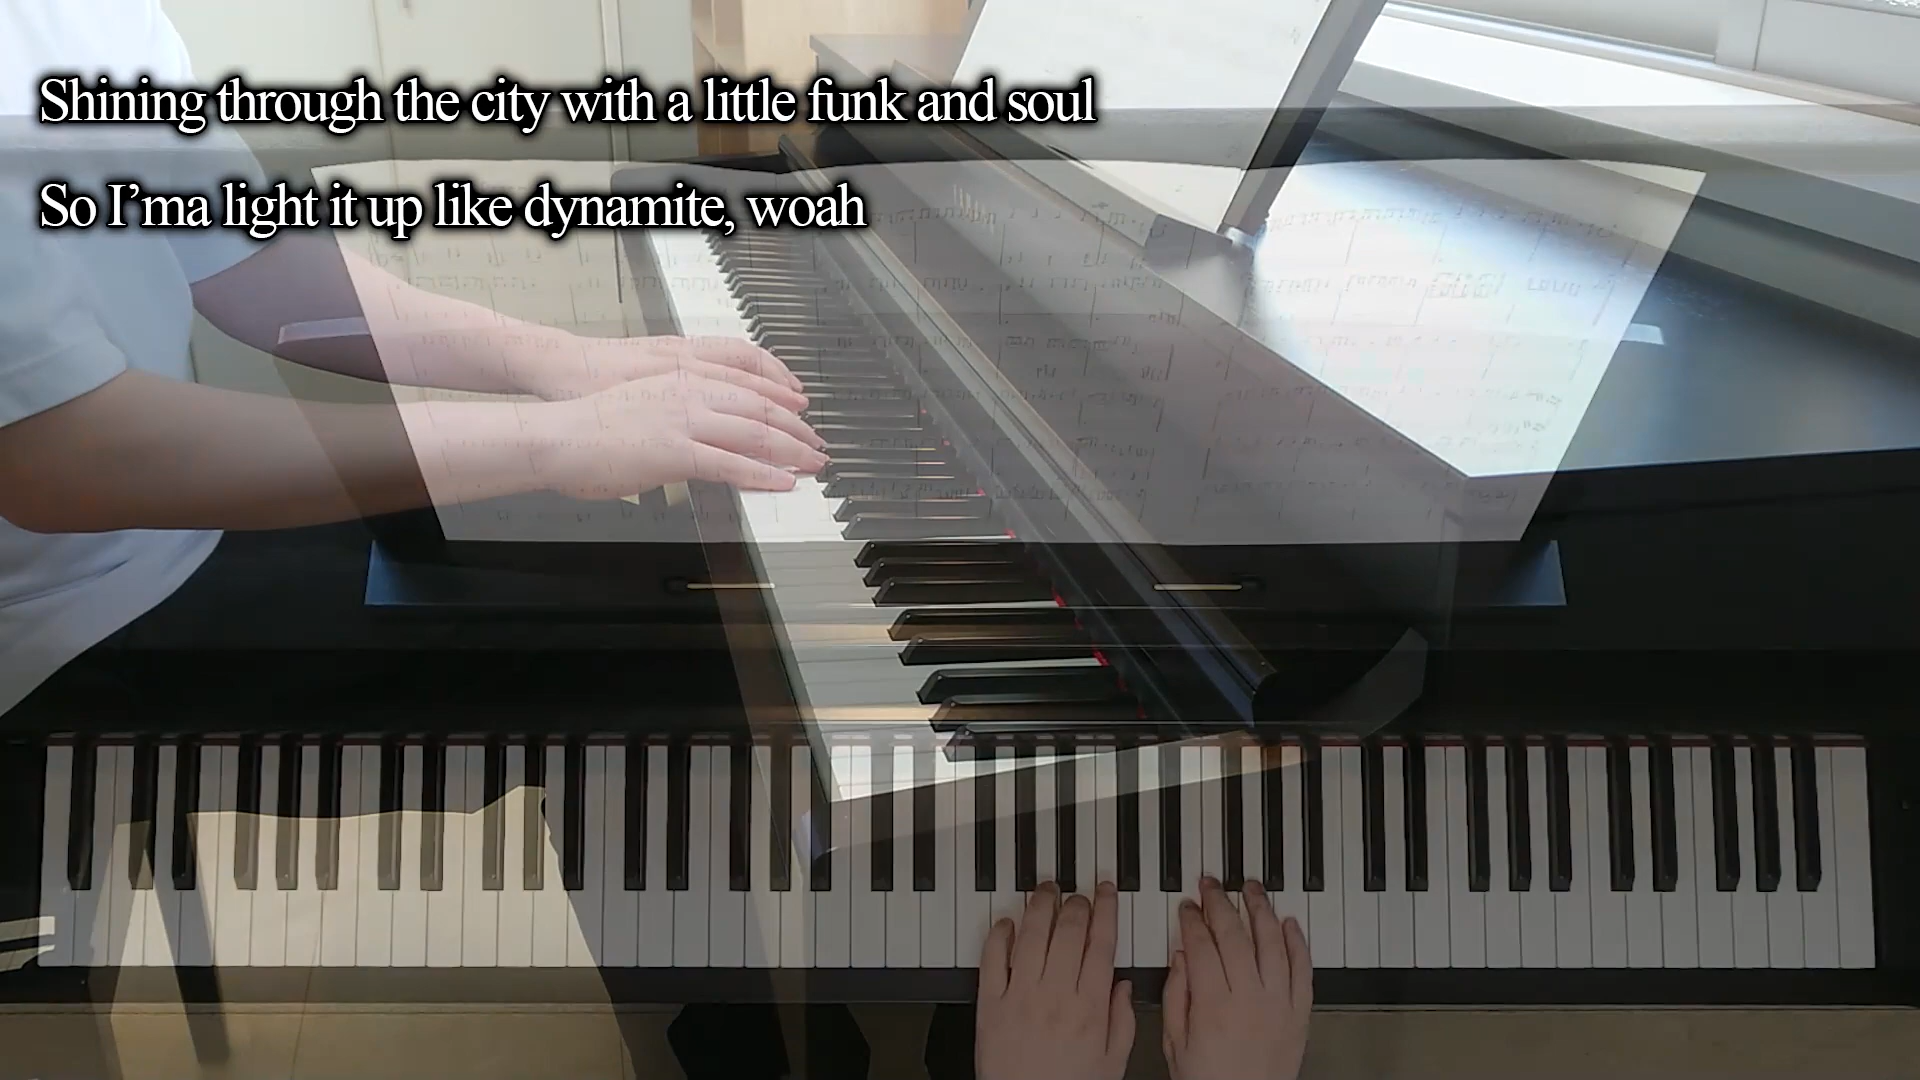 Shining through the city with a little funk and soul
So I’ma light it up like dynamite, woah